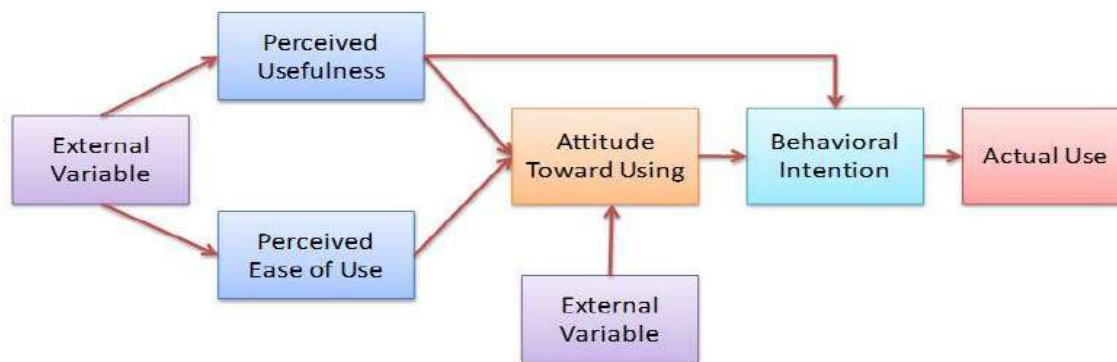 Perceived
Usefulness
External
Variable
Perceived
Ease of Use
Attitude
Toward Using
External
Variable
Behavioral
Intention
Actual Use